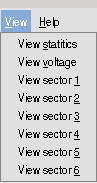 View Help
View statitics
View voltage
View sector 1
View sector 2
View sector 3
View sector 4
View sector 5
View sector 6